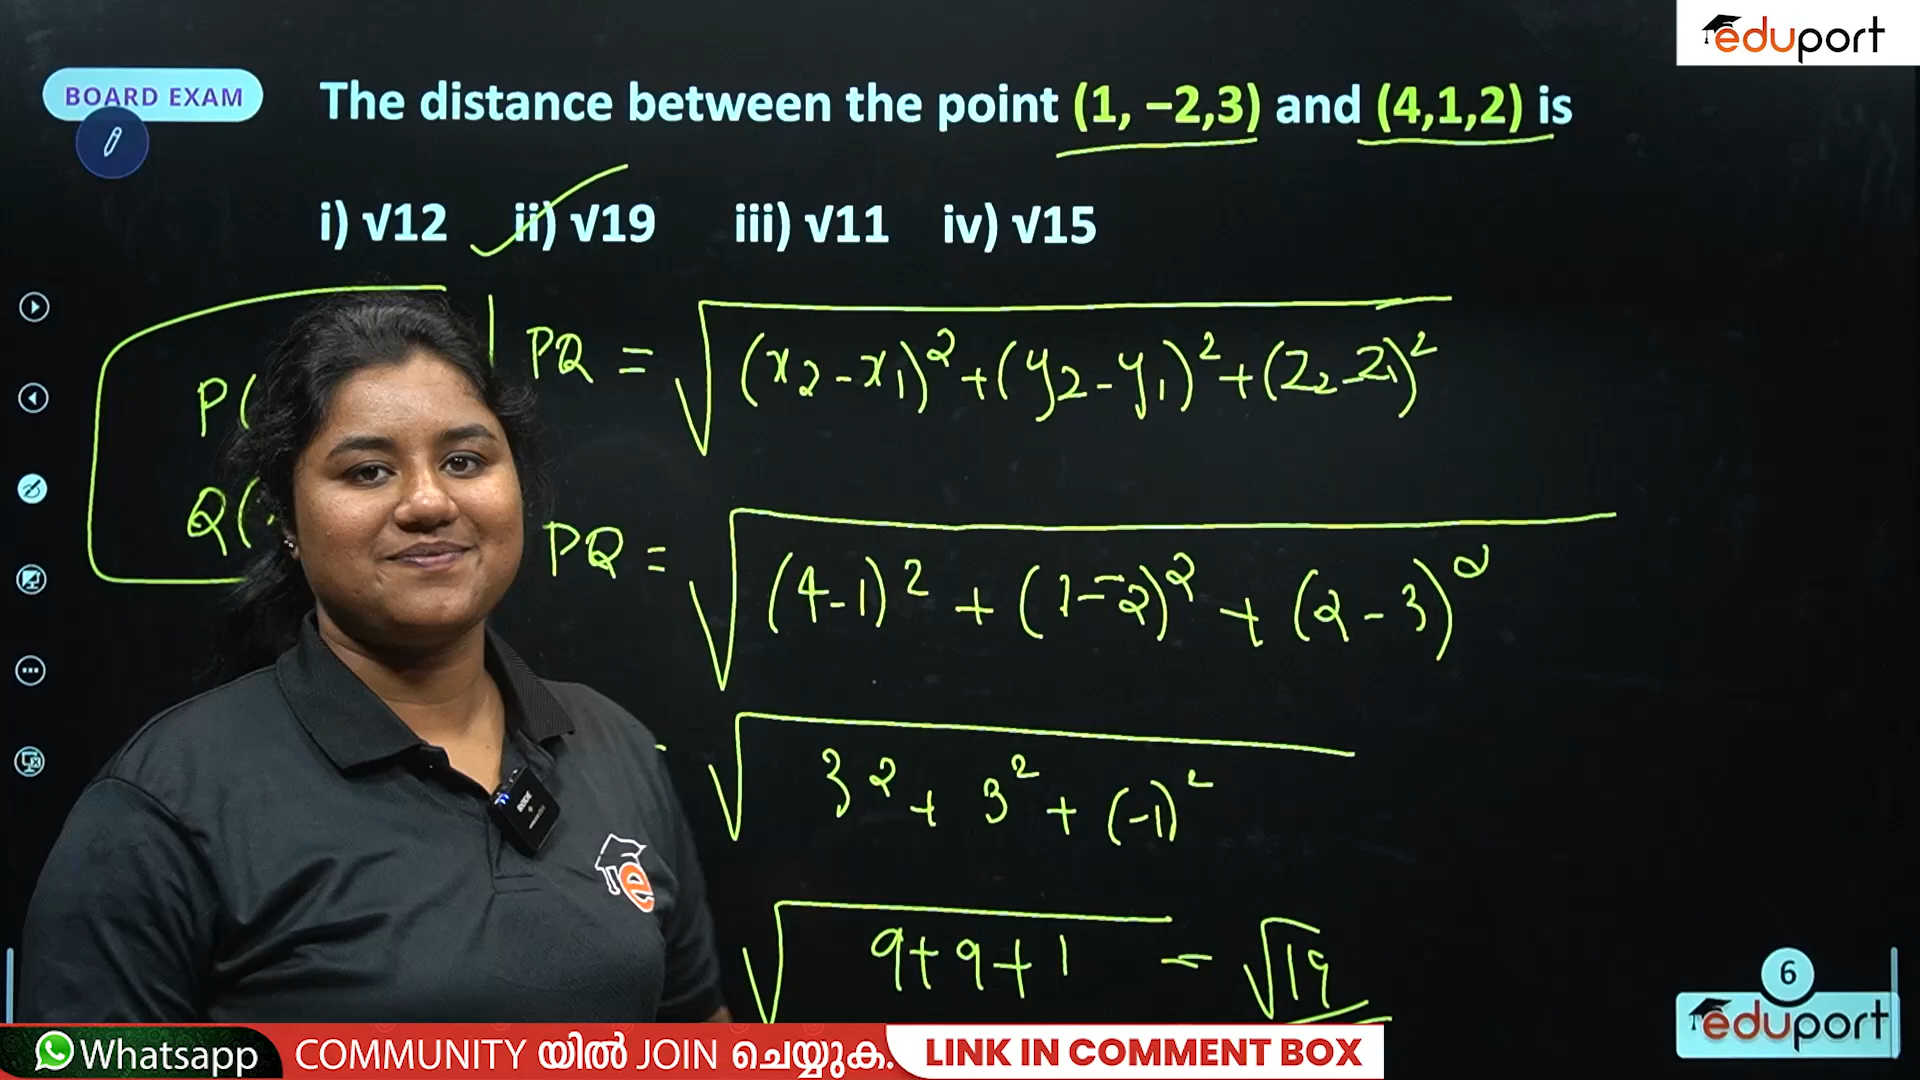 eduport
BOARD EXAM
The distance between the point (1, −2,3) and (4,1,2) is
i) √12 ii) √19 iii) √11 iv) √15
P(
Q(
PQ = √(x₂-x₁)² + (y₂-y₁)² + (z₂-z₁)²
PQ = √(4-1)² + (1--2)² + (2-3)²
√3² + 3² + (-1)²
√9+9+1 = √19
e
6
eduport
Whatsapp COMMUNITY യിൽ JOIN ചെയ്യുക. LINK IN COMMENT BOX